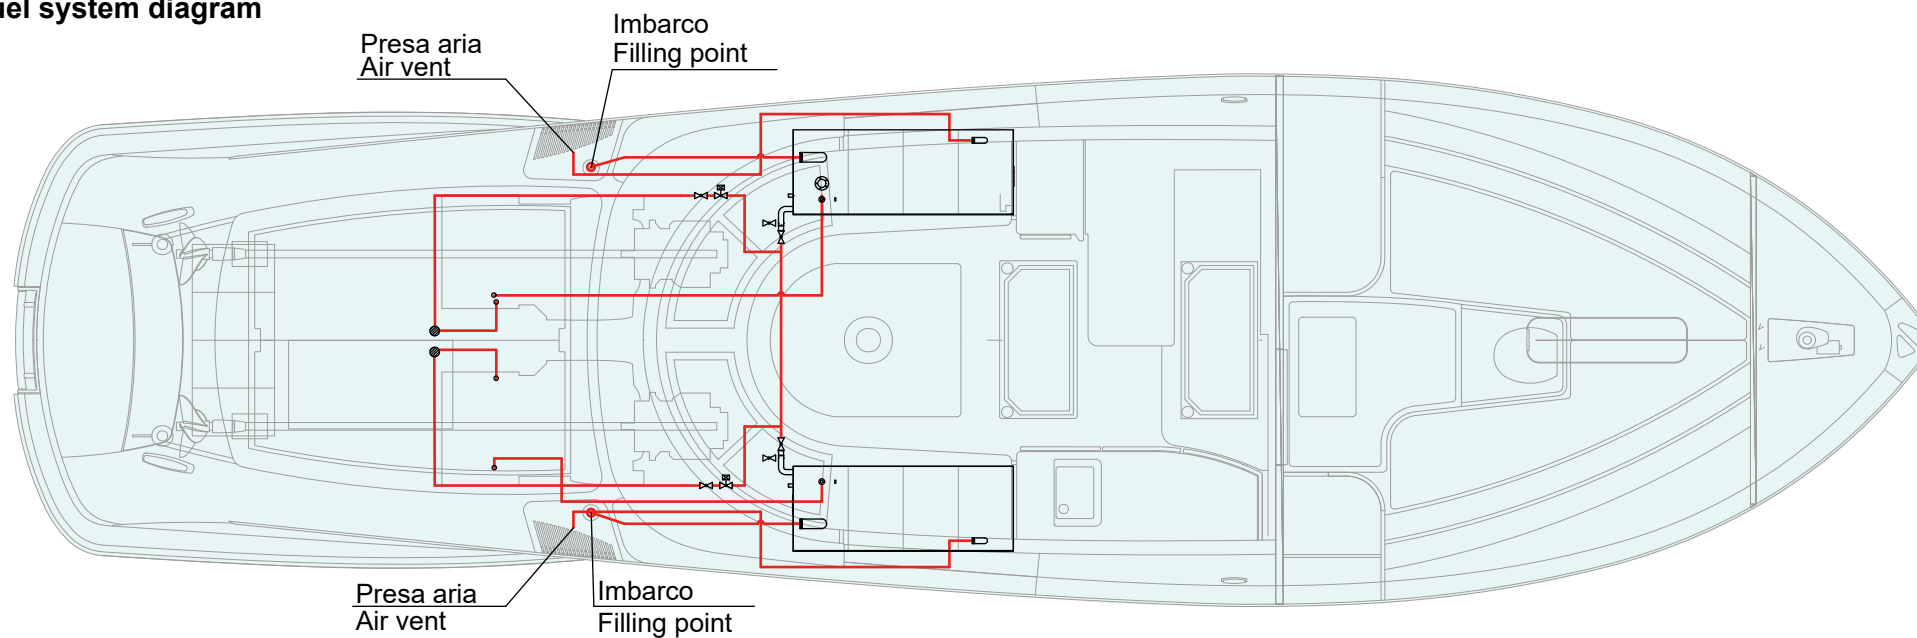 uel system diagram
Imbarco
Filling point
Presa aria
Air vent
Presa aria
Air vent
Imbarco
Filling point